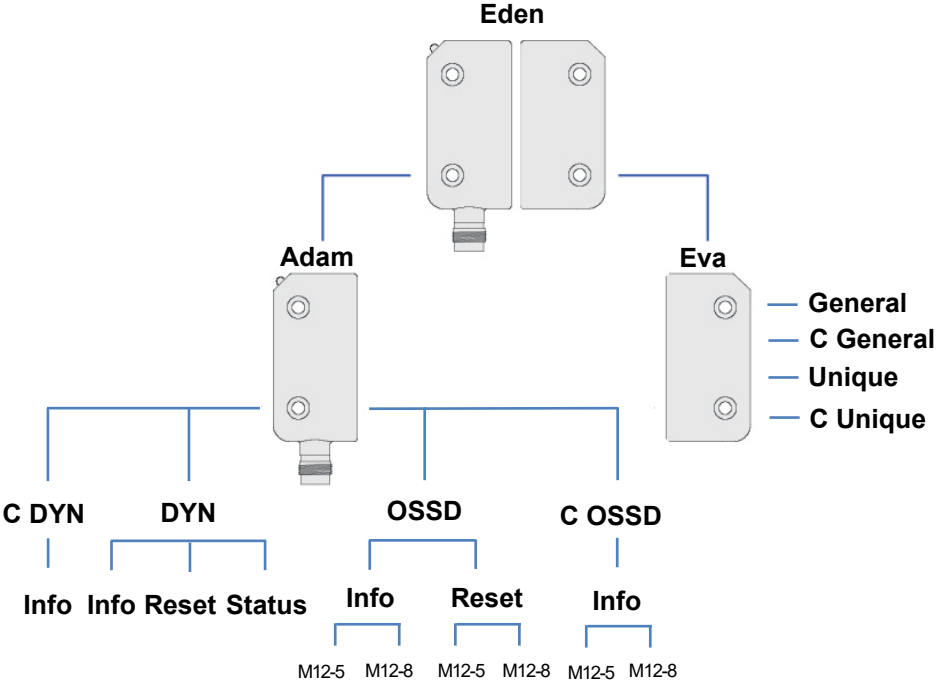 Eden
Adam
Eva
General
C General
Unique
C Unique
C DYN
DYN
OSSD
C OSSD
Info
Info Reset Status
Info
Reset
Info
M12-5 M12-8 M12-5 M12-8 M12-5 M12-8